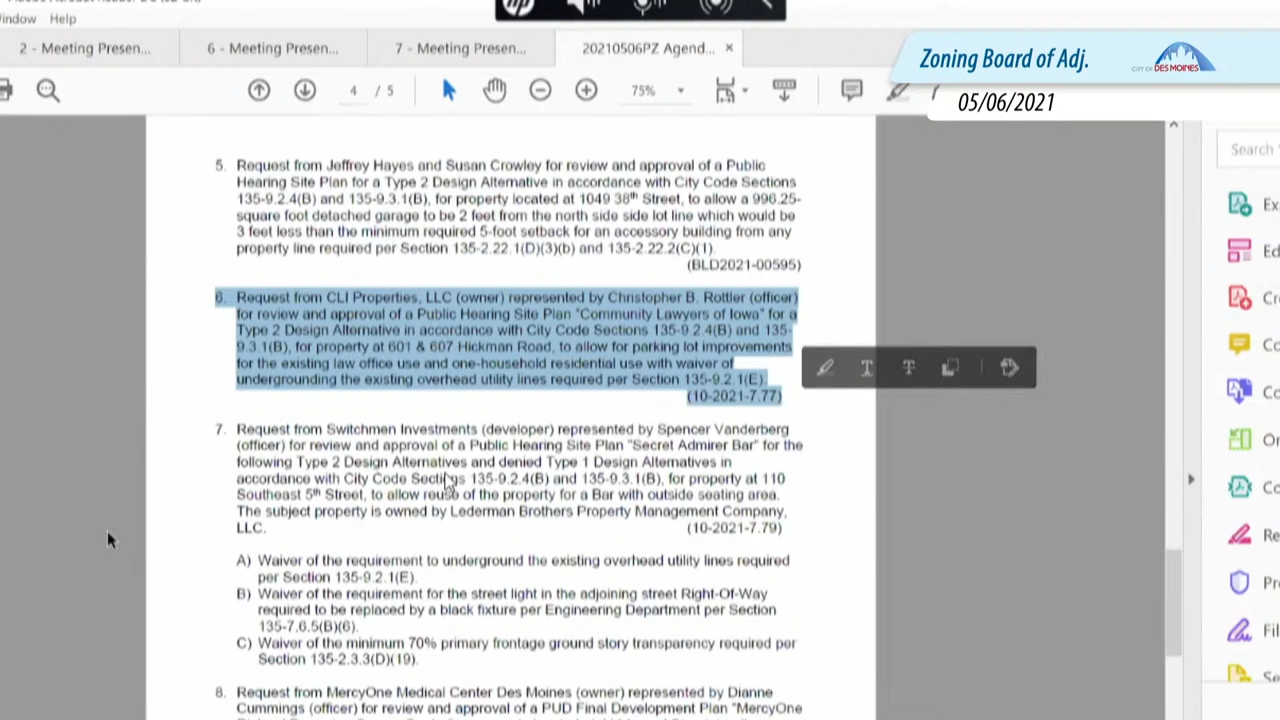 Window Help
2 - Meeting Presen...
6 - Meeting Presen...
7 - Meeting Presen...
20210506PZ Agend... ×
Zoning Board of Adj.
CITY OF DES MOINES
05/06/2021
4 / 5
75%
Search
5. Request from Jeffrey Hayes and Susan Crowley for review and approval of a Public
Hearing Site Plan for a Type 2 Design Alternative in accordance with City Code Sections
135-9.2.4(B) and 135-9.3.1(B), for property located at 1049 38th Street, to allow a 996.25-
square foot detached garage to be 2 feet from the north side side lot line which would be
3 feet less than the minimum required 5-foot setback for an accessory building from any
property line required per Section 135-2.22.1(D)(3)(b) and 135-2.22.2(C)(1).
(BLD2021-00595)
6. Request from CLI Properties, LLC (owner) represented by Christopher B. Rottler (officer)
for review and approval of a Public Hearing Site Plan "Community Lawyers of Iowa" for a
Type 2 Design Alternative in accordance with City Code Sections 135-9.2.4(B) and 135-
9.3.1(B), for property at 601 & 607 Hickman Road, to allow for parking lot improvements
for the existing law office use and one-household residential use with waiver of
undergrounding the existing overhead utility lines required per Section 135-9.2.1(E).
(10-2021-7.77)
7. Request from Switchmen Investments (developer) represented by Spencer Vanderberg
(officer) for review and approval of a Public Hearing Site Plan "Secret Admirer Bar" for the
following Type 2 Design Alternatives and denied Type 1 Design Alternatives in
accordance with City Code Sections 135-9.2.4(B) and 135-9.3.1(B), for property at 110
Southeast 5th Street, to allow reuse of the property for a Bar with outside seating area.
The subject property is owned by Lederman Brothers Property Management Company,
LLC. (10-2021-7.79)
A) Waiver of the requirement to underground the existing overhead utility lines required
per Section 135-9.2.1(E).
B) Waiver of the requirement for the street light in the adjoining street Right-Of-Way
required to be replaced by a black fixture per Engineering Department per Section
135-7.6.5(B)(6).
C) Waiver of the minimum 70% primary frontage ground story transparency required per
Section 135-2.3.3(D)(19).
8. Request from MercyOne Medical Center Des Moines (owner) represented by Dianne
Cummings (officer) for review and approval of a PUD Final Development Plan "MercyOne
Ex
Ed
Cr
Co
Co
Or
Co
Re
Pr
Fil
Se